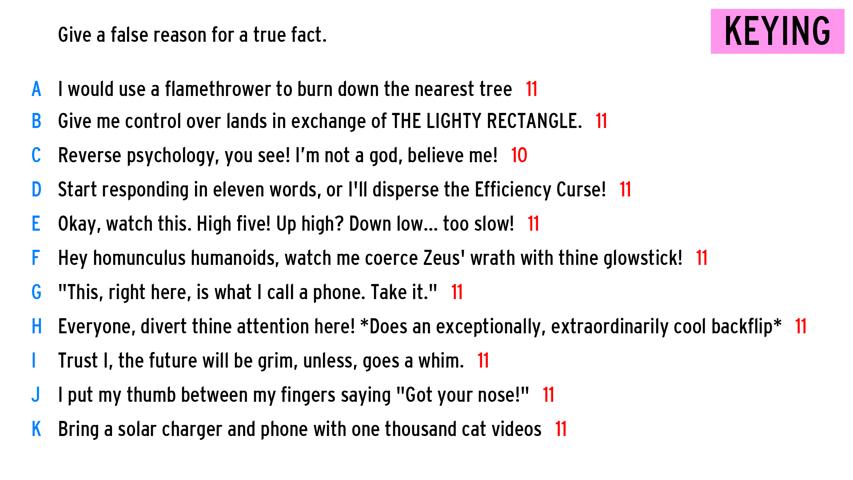 Give a false reason for a true fact.
KEYING
A I would use a flamethrower to burn down the nearest tree 11
B Give me control over lands in exchange of THE LIGHTY RECTANGLE. 11
C Reverse psychology, you see! I'm not a god, believe me! 10
D Start responding in eleven words, or I'll disperse the Efficiency Curse! 11
E Okay, watch this. High five! Up high? Down low... too slow! 11
F Hey homunculus humanoids, watch me coerce Zeus' wrath with thine glowstick! 11
G "This, right here, is what I call a phone. Take it." 11
H Everyone, divert thine attention here! *Does an exceptionally, extraordinarily cool backflip* 11
I Trust I, the future will be grim, unless, goes a whim. 11
J I put my thumb between my fingers saying "Got your nose!" 11
K Bring a solar charger and phone with one thousand cat videos 11